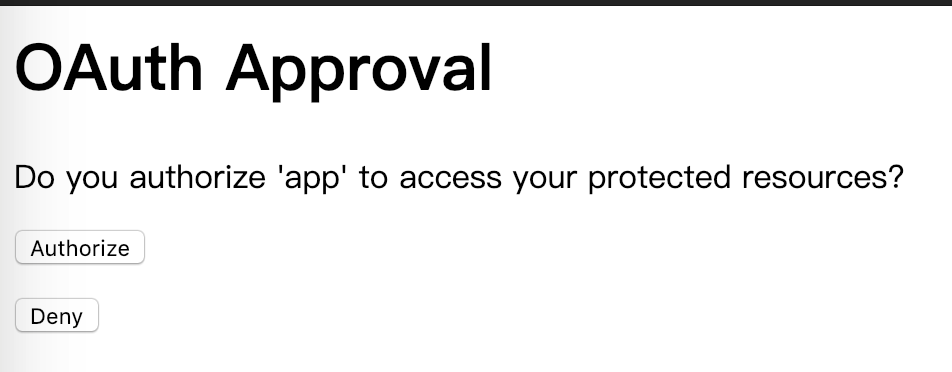 OAuth Approval
Do you authorize 'app' to access your protected resources?
Authorize
Deny